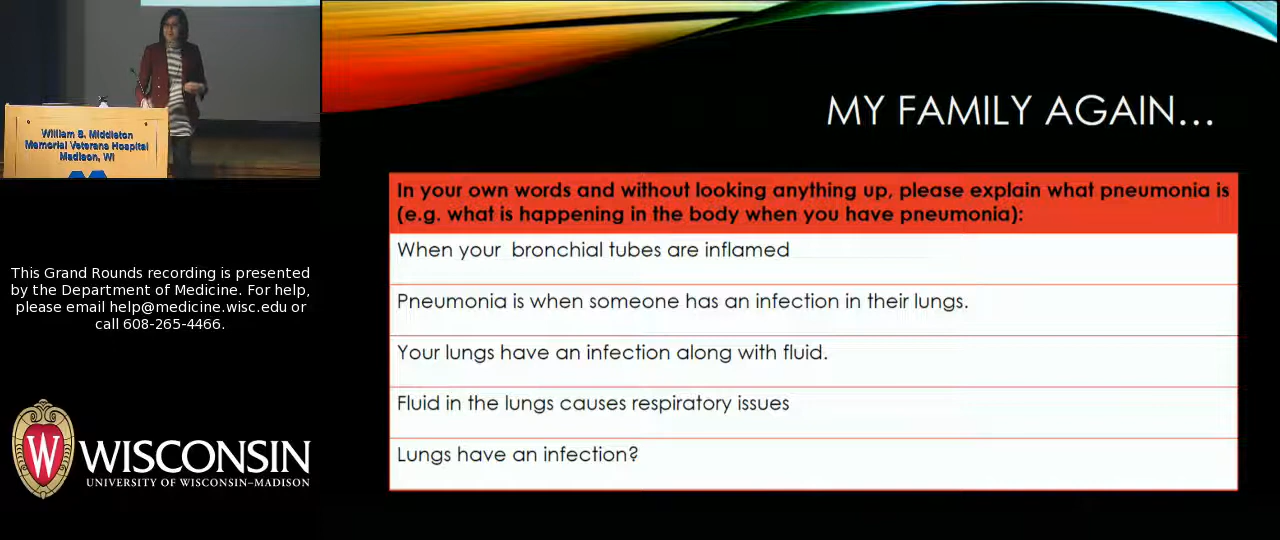 William S. Middleton
Memorial Veterans Hospital
Madison, WI
This Grand Rounds recording is presented
by the Department of Medicine. For help,
please email help@medicine.wisc.edu or
call 608-265-4466.
W
WISCONSIN
UNIVERSITY OF WISCONSIN–MADISON
MY FAMILY AGAIN...
In your own words and without looking anything up, please explain what pneumonia is
(e.g. what is happening in the body when you have pneumonia):
When your bronchial tubes are inflamed
Pneumonia is when someone has an infection in their lungs.
Your lungs have an infection along with fluid.
Fluid in the lungs causes respiratory issues
Lungs have an infection?